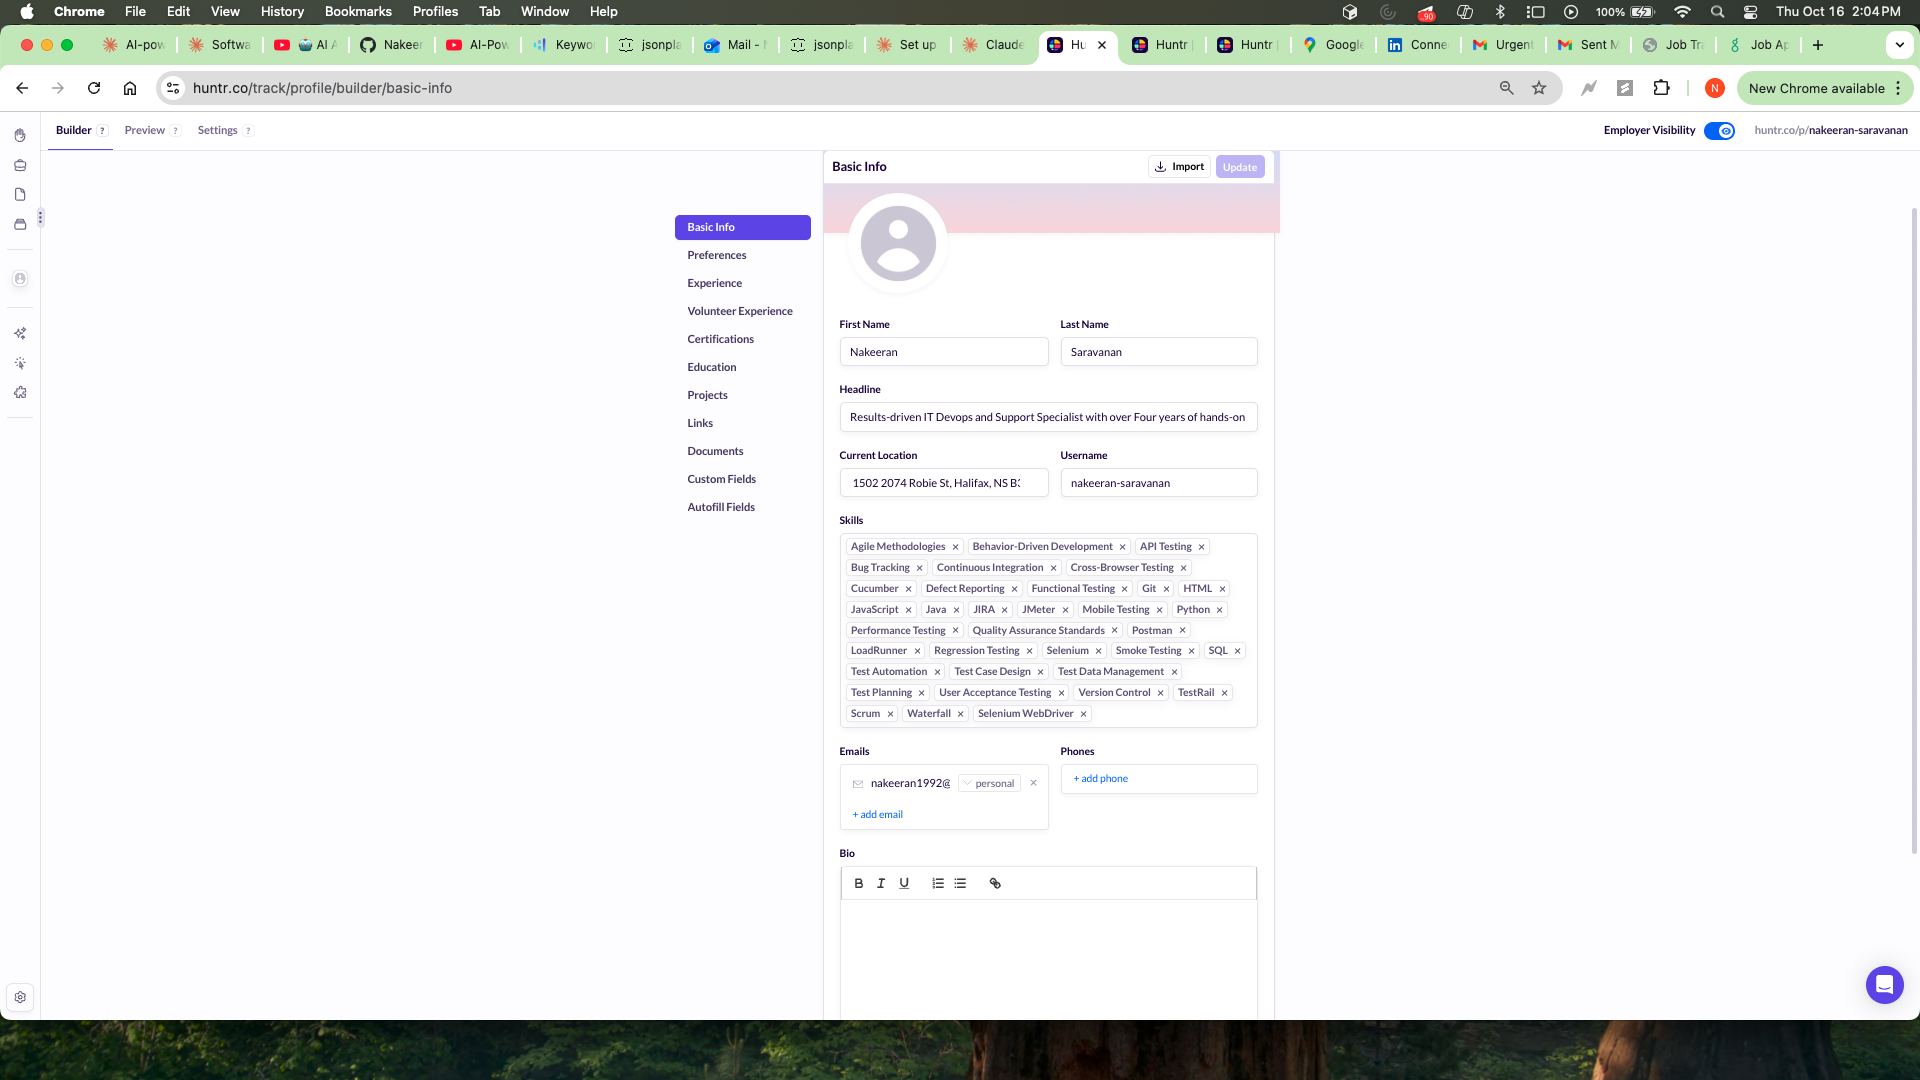 Chrome File Edit View History Bookmarks Profiles Tab Window Help 90 100% Thu Oct 16 2:04 PM
AI-pow Softwa AI A Nakeer AI-Pow Keywo jsonpla Mail - jsonpla Set up Claude Hu Huntr Huntr Google Conne Urgent Sent M Job Tra Job Ap
huntr.co/track/profile/builder/basic-info N New Chrome available
Builder ? Preview ? Settings ? Employer Visibility huntr.co/p/nakeeran-saravanan
Basic Info Import Update
Basic Info
Preferences
Experience
Volunteer Experience
Certifications
Education
Projects
Links
Documents
Custom Fields
Autofill Fields
First Name Last Name
Nakeeran Saravanan
Headline
Results-driven IT Devops and Support Specialist with over Four years of hands-on
Current Location Username
1502 2074 Robie St, Halifax, NS B3 nakeeran-saravanan
Skills
Agile Methodologies × Behavior-Driven Development × API Testing ×
Bug Tracking × Continuous Integration × Cross-Browser Testing ×
Cucumber × Defect Reporting × Functional Testing × Git × HTML ×
JavaScript × Java × JIRA × JMeter × Mobile Testing × Python ×
Performance Testing × Quality Assurance Standards × Postman ×
LoadRunner × Regression Testing × Selenium × Smoke Testing × SQL ×
Test Automation × Test Case Design × Test Data Management ×
Test Planning × User Acceptance Testing × Version Control × TestRail ×
Scrum × Waterfall × Selenium WebDriver ×
Emails Phones
nakeeran1992@ personal × + add phone
+ add email
Bio
B I U